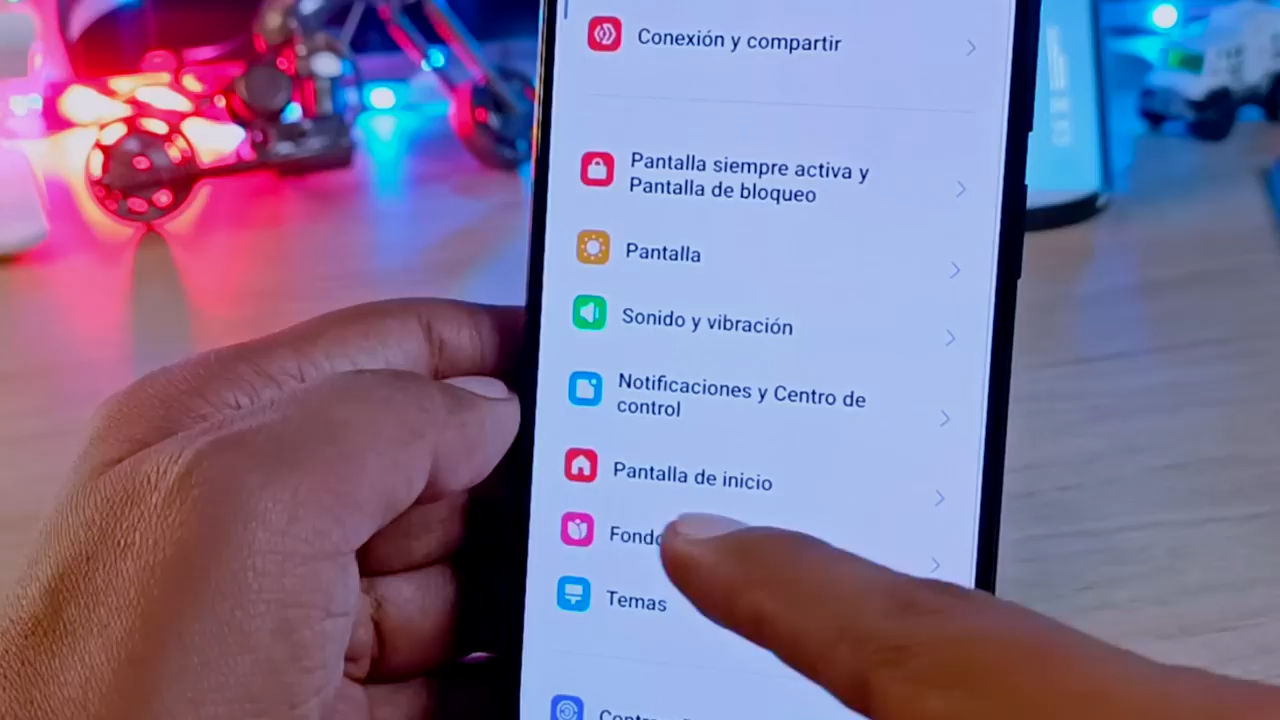 Conexión y compartir
Pantalla siempre activa y
Pantalla de bloqueo
Pantalla
Sonido y vibración
Notificaciones y Centro de
control
Pantalla de inicio
Temas